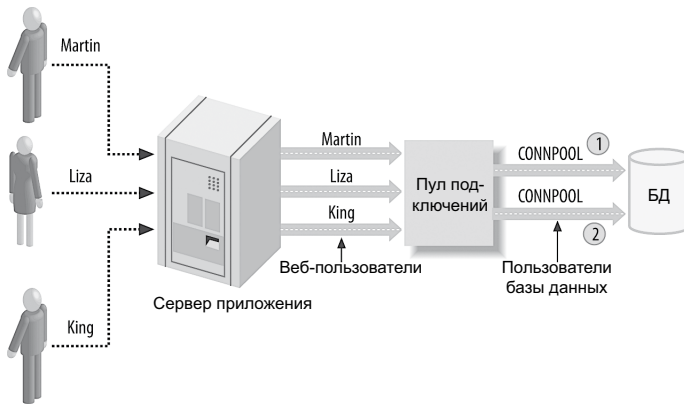 Martin
Liza
King
Сервер приложения
Martin
Liza
King
Веб-пользователи
Пул под-
ключений
CONNPOOL 1
CONNPOOL
2
Пользователи
базы данных
БД